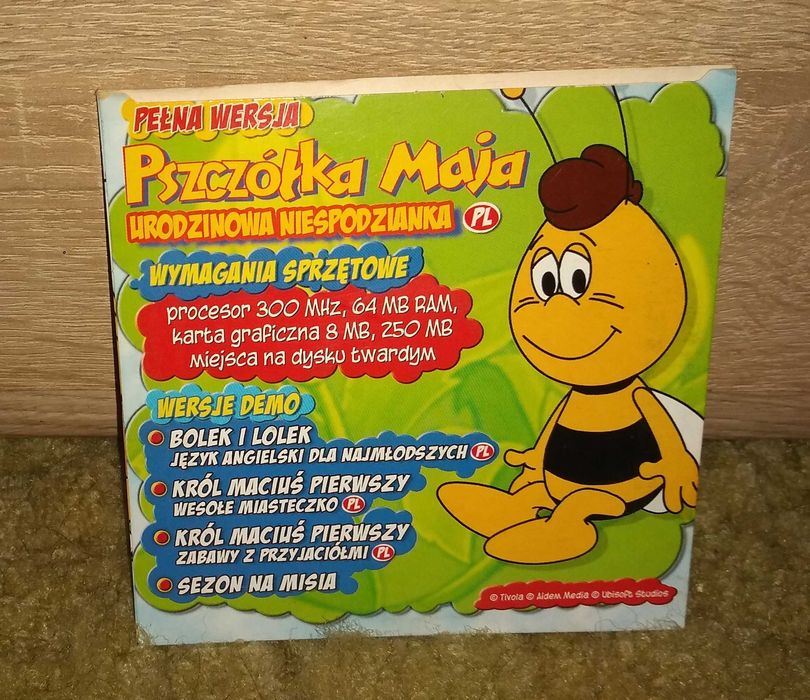 PEŁNA WERSJA
Pszczółka Maja
URODZINOWA NIESPODZIANKA PL
WYMAGANIA SPRZĘTOWE
procesor 300 MHz, 64 MB RAM,
karta graficzna 8 MB, 250 MB
miejsca na dysku twardym
WERSJE DEMO
BOLEK I LOLEK
JĘZYK ANGIELSKI DLA NAJMŁODSZYCH PL
KRÓL MACIUŚ PIERWSZY
WESOŁE MIASTECZKO PL
KRÓL MACIUŚ PIERWSZY
ZABAWY Z PRZYJACIÓŁMI PL
SEZON NA MISIA
© Tivola © Aidem Media © Ubisoft Studios